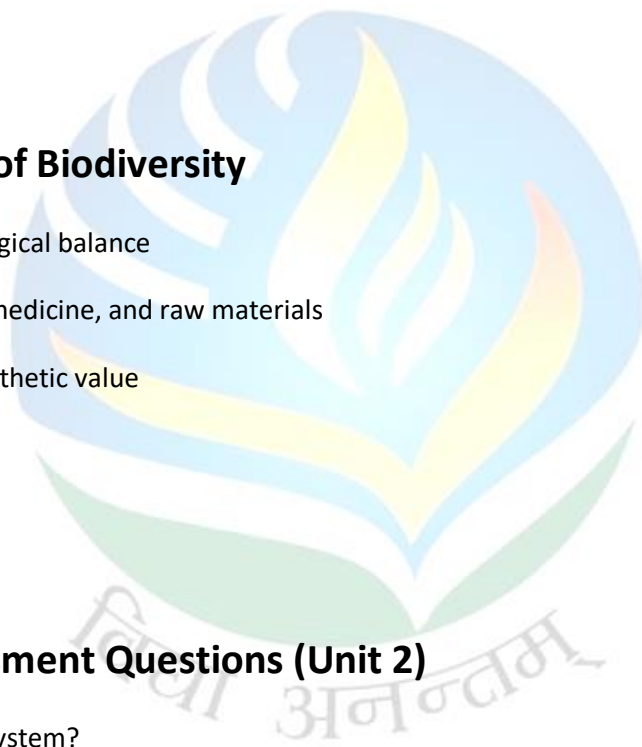 of Biodiversity
gical balance
nedicine, and raw materials
thetic value
ment Questions (Unit 2)
विद्या अनन्तम्
ystem?